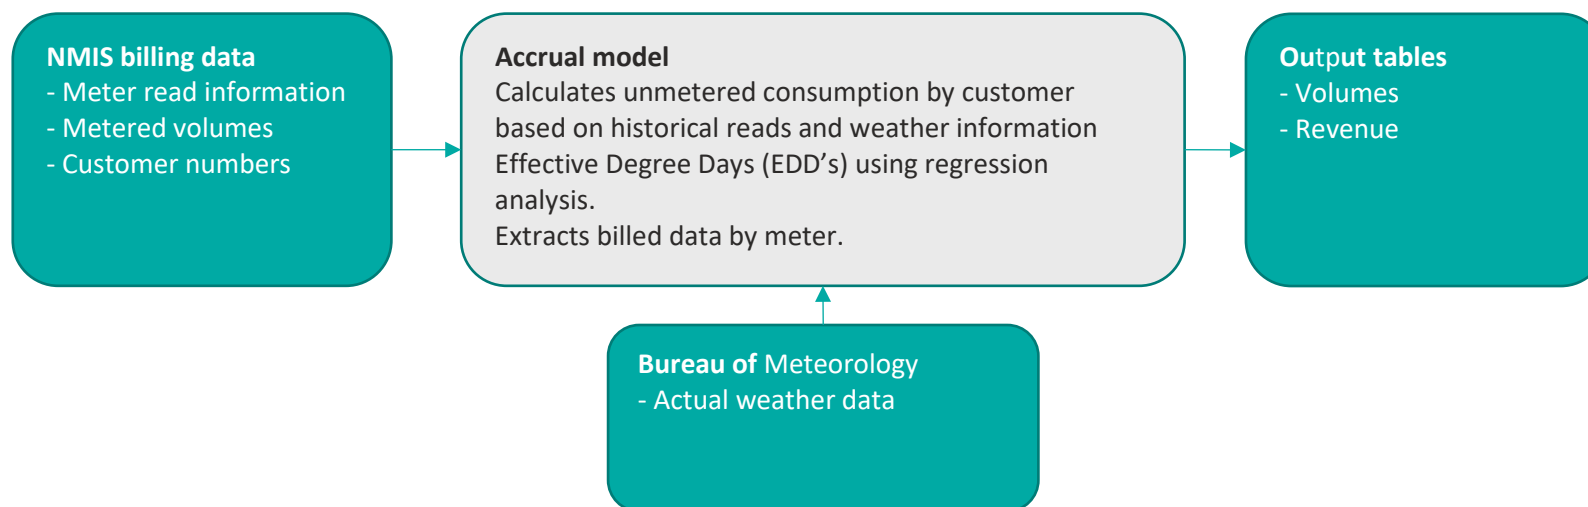 NMIS billing data
- Meter read information
- Metered volumes
- Customer numbers
Accrual model
Calculates unmetered consumption by customer
based on historical reads and weather information
Effective Degree Days (EDD's) using regression
analysis.
Extracts billed data by meter.
Output tables
- Volumes
- Revenue
Bureau of Meteorology
- Actual weather data